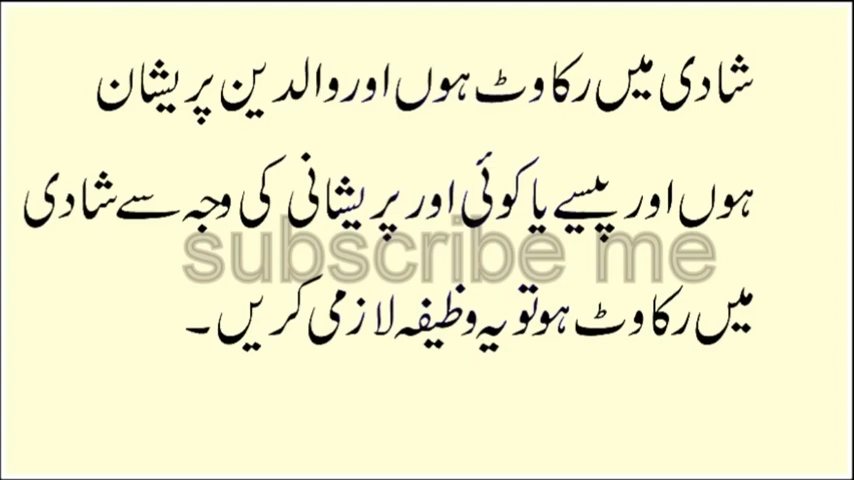 شادی میں رکاوٹ ہوں اور والدین پریشان
ہوں اور پیسے یا کوئی اور پریشانی کی وجہ سے شادی
subscribe me
میں رکاوٹ ہو تو یہ وظیفہ لازمی کریں۔